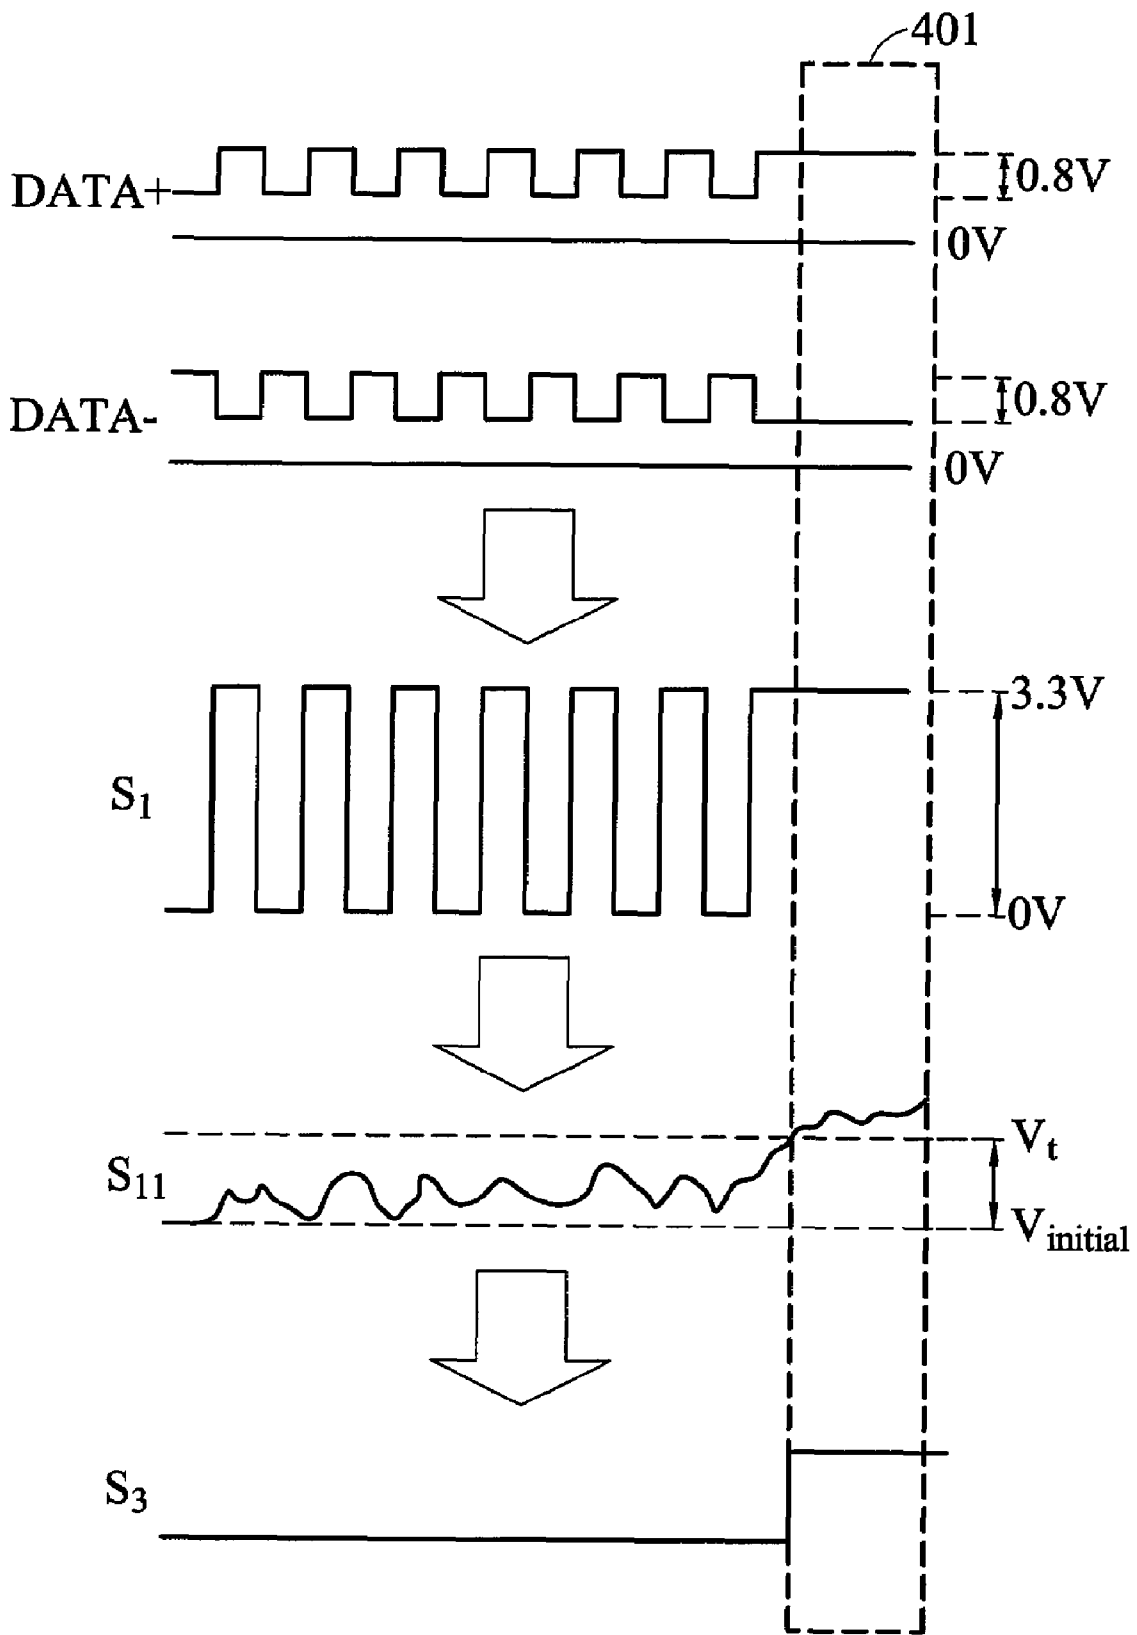 401
DATA+
0.8V
0V
DATA-
0.8V
0V
3.3V
S1
0V
Vt
S11
Vinitial
S3